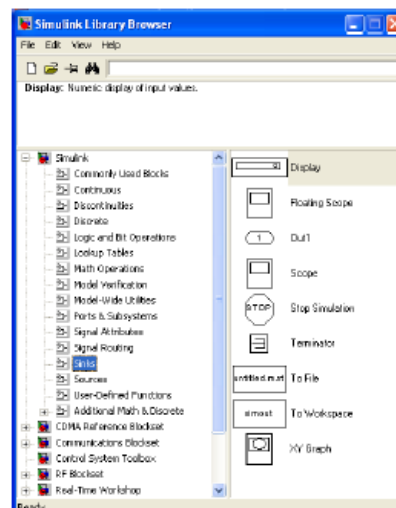 Simulink Library Browser
File Edit View Help
Display: Numeric display of input values.
Simulink
Commonly Used Blocks
Continuous
Discontinuities
Discrete
Logic and Bit Operations
Lookup Tables
Math Operations
Model Verification
Model-Wide Utilities
Ports & Subsystems
Signal Attributes
Signal Routing
Sinks
Sources
User-Defined Functions
Additional Math & Discrete
CDMA Reference Blockset
Communications Blockset
Control System Toolbox
RF Blockset
Real-Time Workshop
Display
Floating Scope
1 Out1
Scope
STOP Stop Simulation
Terminator
untitled.mat To File
simout To Workspace
XY Graph
Ready